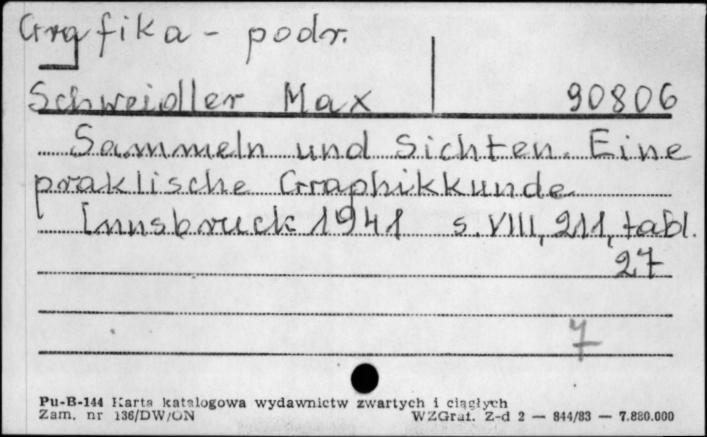 Grafika - podr.
Schweidler Max 90806
Sammeln und Sichten. Eine
praktische Graphikkunde
Innsbruck 1941 s. VIII, 211, tabl.
27
7
Pu-B-144 Karta katalogowa wydawnictw zwartych i ciągłych
Zam. nr 136/DW/ON WZGraf. Z-d 2 — 844/83 — 7.880.000